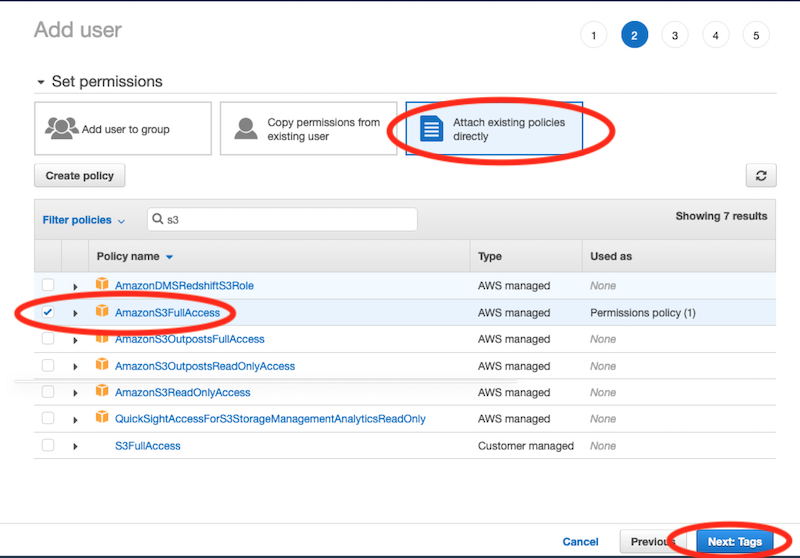 Add user
1 2 3 4 5
Set permissions
Add user to group
Copy permissions from
existing user
Attach existing policies
directly
Create policy
Filter policies
s3
Showing 7 results
Policy name Type Used as
AmazonDMSRedshiftS3Role AWS managed None
AmazonS3FullAccess AWS managed Permissions policy (1)
AmazonS3OutpostsFullAccess AWS managed None
AmazonS3OutpostsReadOnlyAccess AWS managed None
AmazonS3ReadOnlyAccess AWS managed None
QuickSightAccessForS3StorageManagementAnalyticsReadOnly AWS managed None
S3FullAccess Customer managed None
Cancel Previous Next: Tags